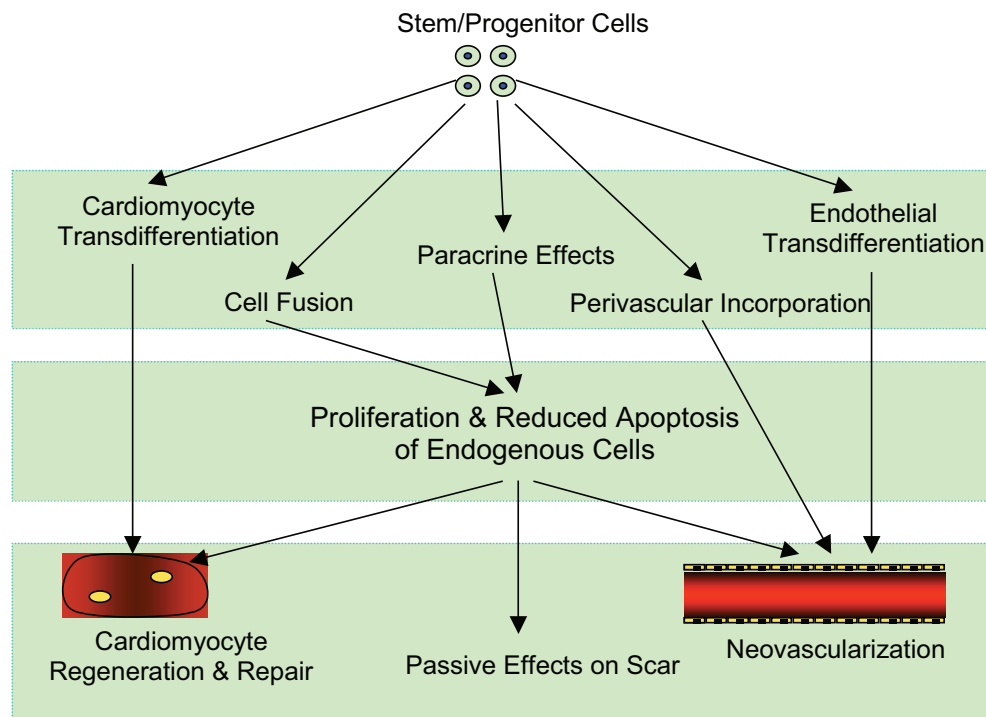 Stem/Progenitor Cells
Cardiomyocyte
Transdifferentiation
Endothelial
Transdifferentiation
Paracrine Effects
Cell Fusion
Perivascular Incorporation
Proliferation & Reduced Apoptosis
of Endogenous Cells
Cardiomyocyte
Regeneration & Repair
Passive Effects on Scar
Neovascularization